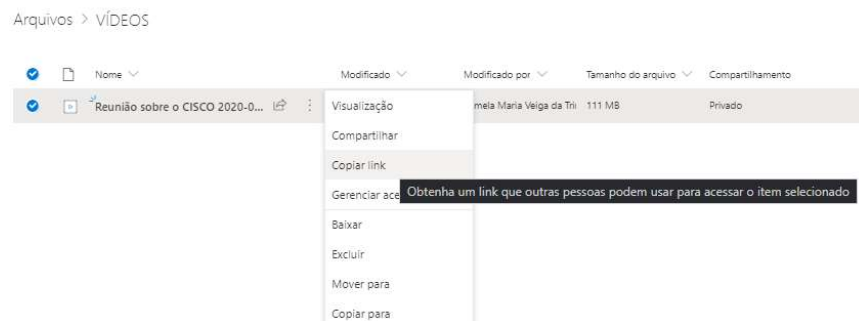 Arquivos > VÍDEOS
Nome Modificado Modificado por Tamanho do arquivo Compartilhamento
Reunião sobre o CISCO 2020-0... mela Maria Veiga da Tri 111 MB Privado
Visualização
Compartilhar
Copiar link
Obtenha um link que outras pessoas podem usar para acessar o item selecionado
Gerenciar ace
Baixar
Excluir
Mover para
Copiar para